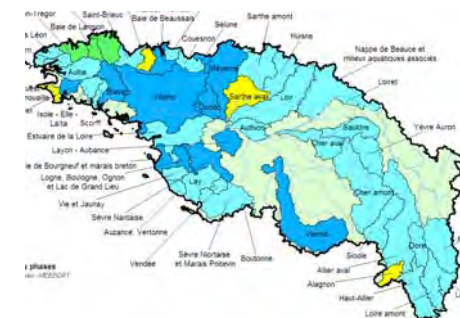 Trégor
Saint-Brieuc
Baie de Beaussais
Sélune
Sarthe amont
Baie de Lannion
Couesnon
Huisne
Léon
Mayenne
Nappe de Beauce et
milieux aquatiques associés
Aulne
Loiret
Blavet
Vilaine
Sarthe aval
Loir
Oudon
Isole - Elle -
Laïta
Scorff
Authion
Sauldre
Yèvre Auron
Estuaire de la Loire
Cher aval
Layon - Aubance
de Bourgneuf et marais breton
Logne, Boulogne, Ognon
et Lac de Grand Lieu
Lay
Cher amont
Vie et Jaunay
Sèvre Nantaise
Auzance, Vertonne
Vienne
Dore
Vendée
Sèvre Niortaise
et Marais Poitevin
Boutonne
Sioule
Allier aval
Alagnon
Haut-Allier
Loire amont
phases